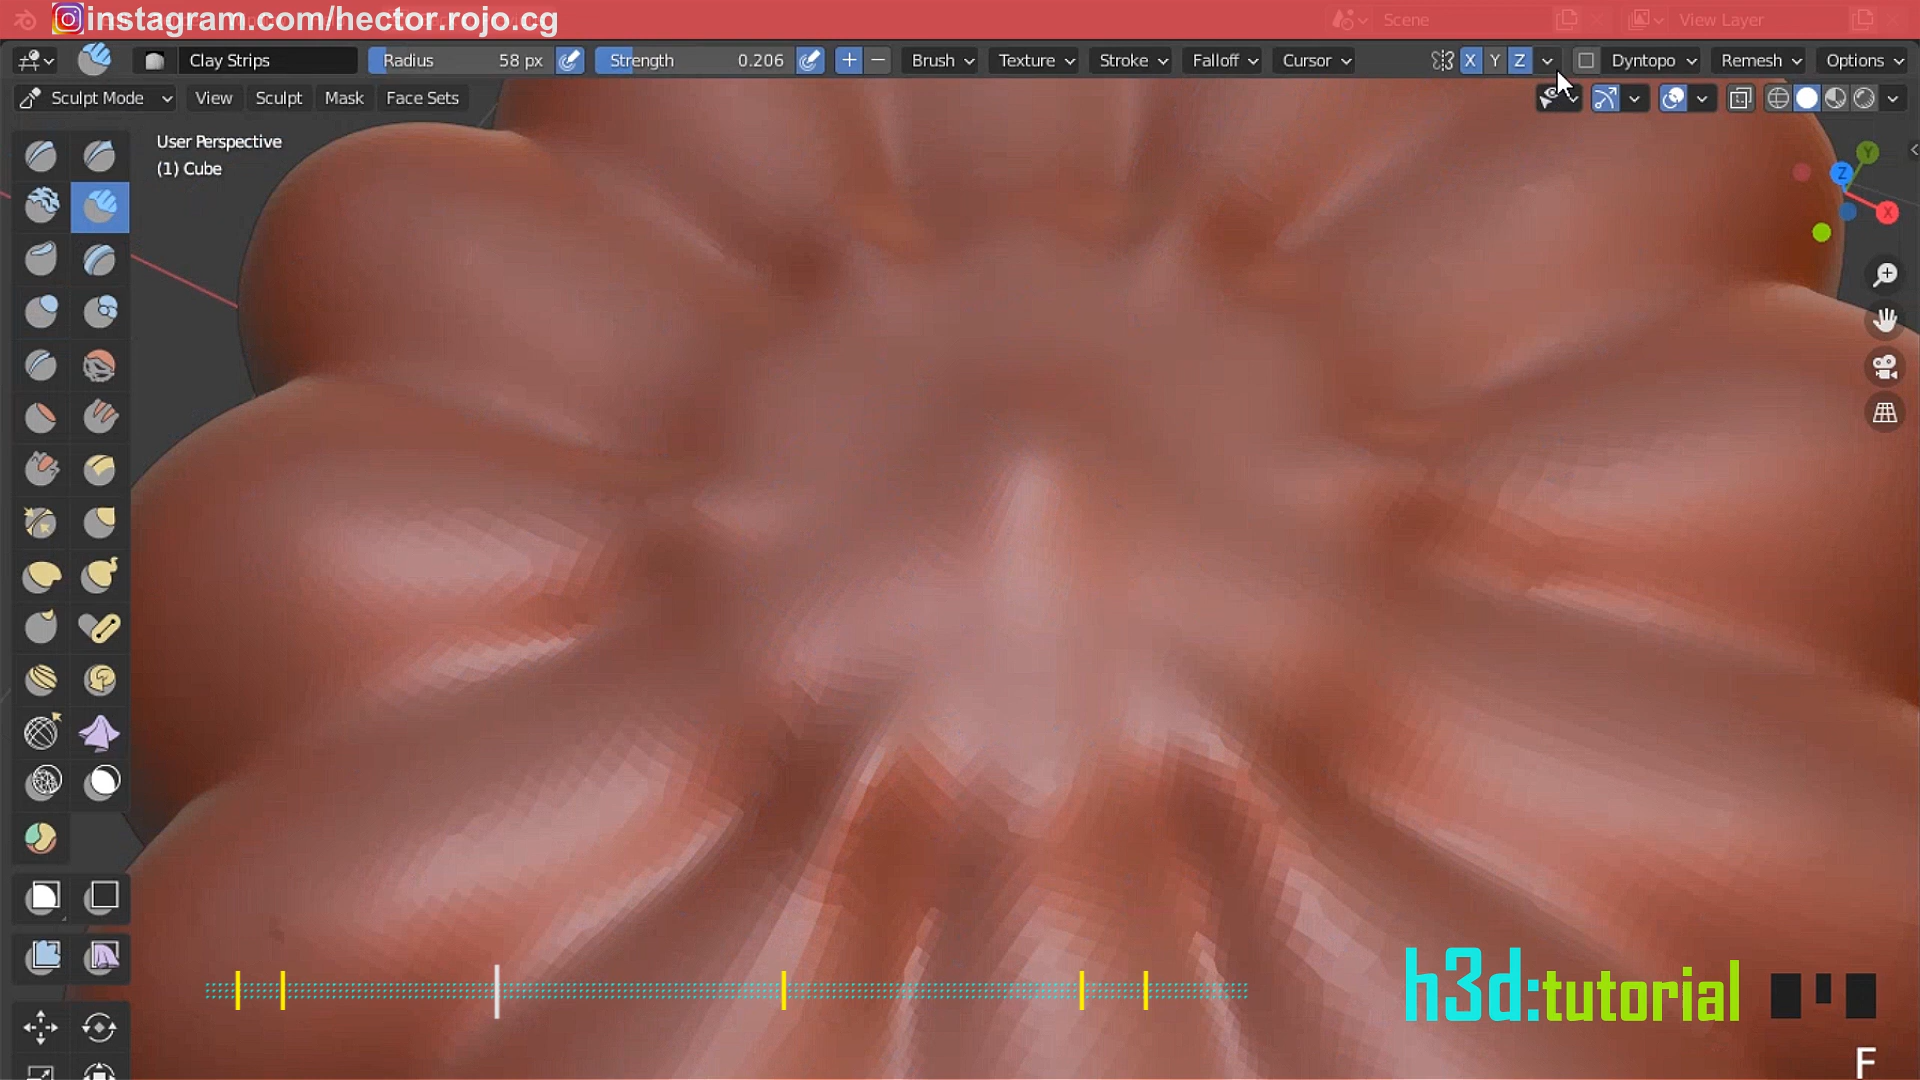 instagram.com/hector.rojo.cg
Scene
View Layer
Clay Strips
Radius 58 px
Strength 0.206
Brush
Texture
Stroke
Falloff
Cursor
X Y Z
Dyntopo
Remesh
Options
Sculpt Mode
View
Sculpt
Mask
Face Sets
User Perspective
(1) Cube
Y
Z
X
h3d:tutorial
F